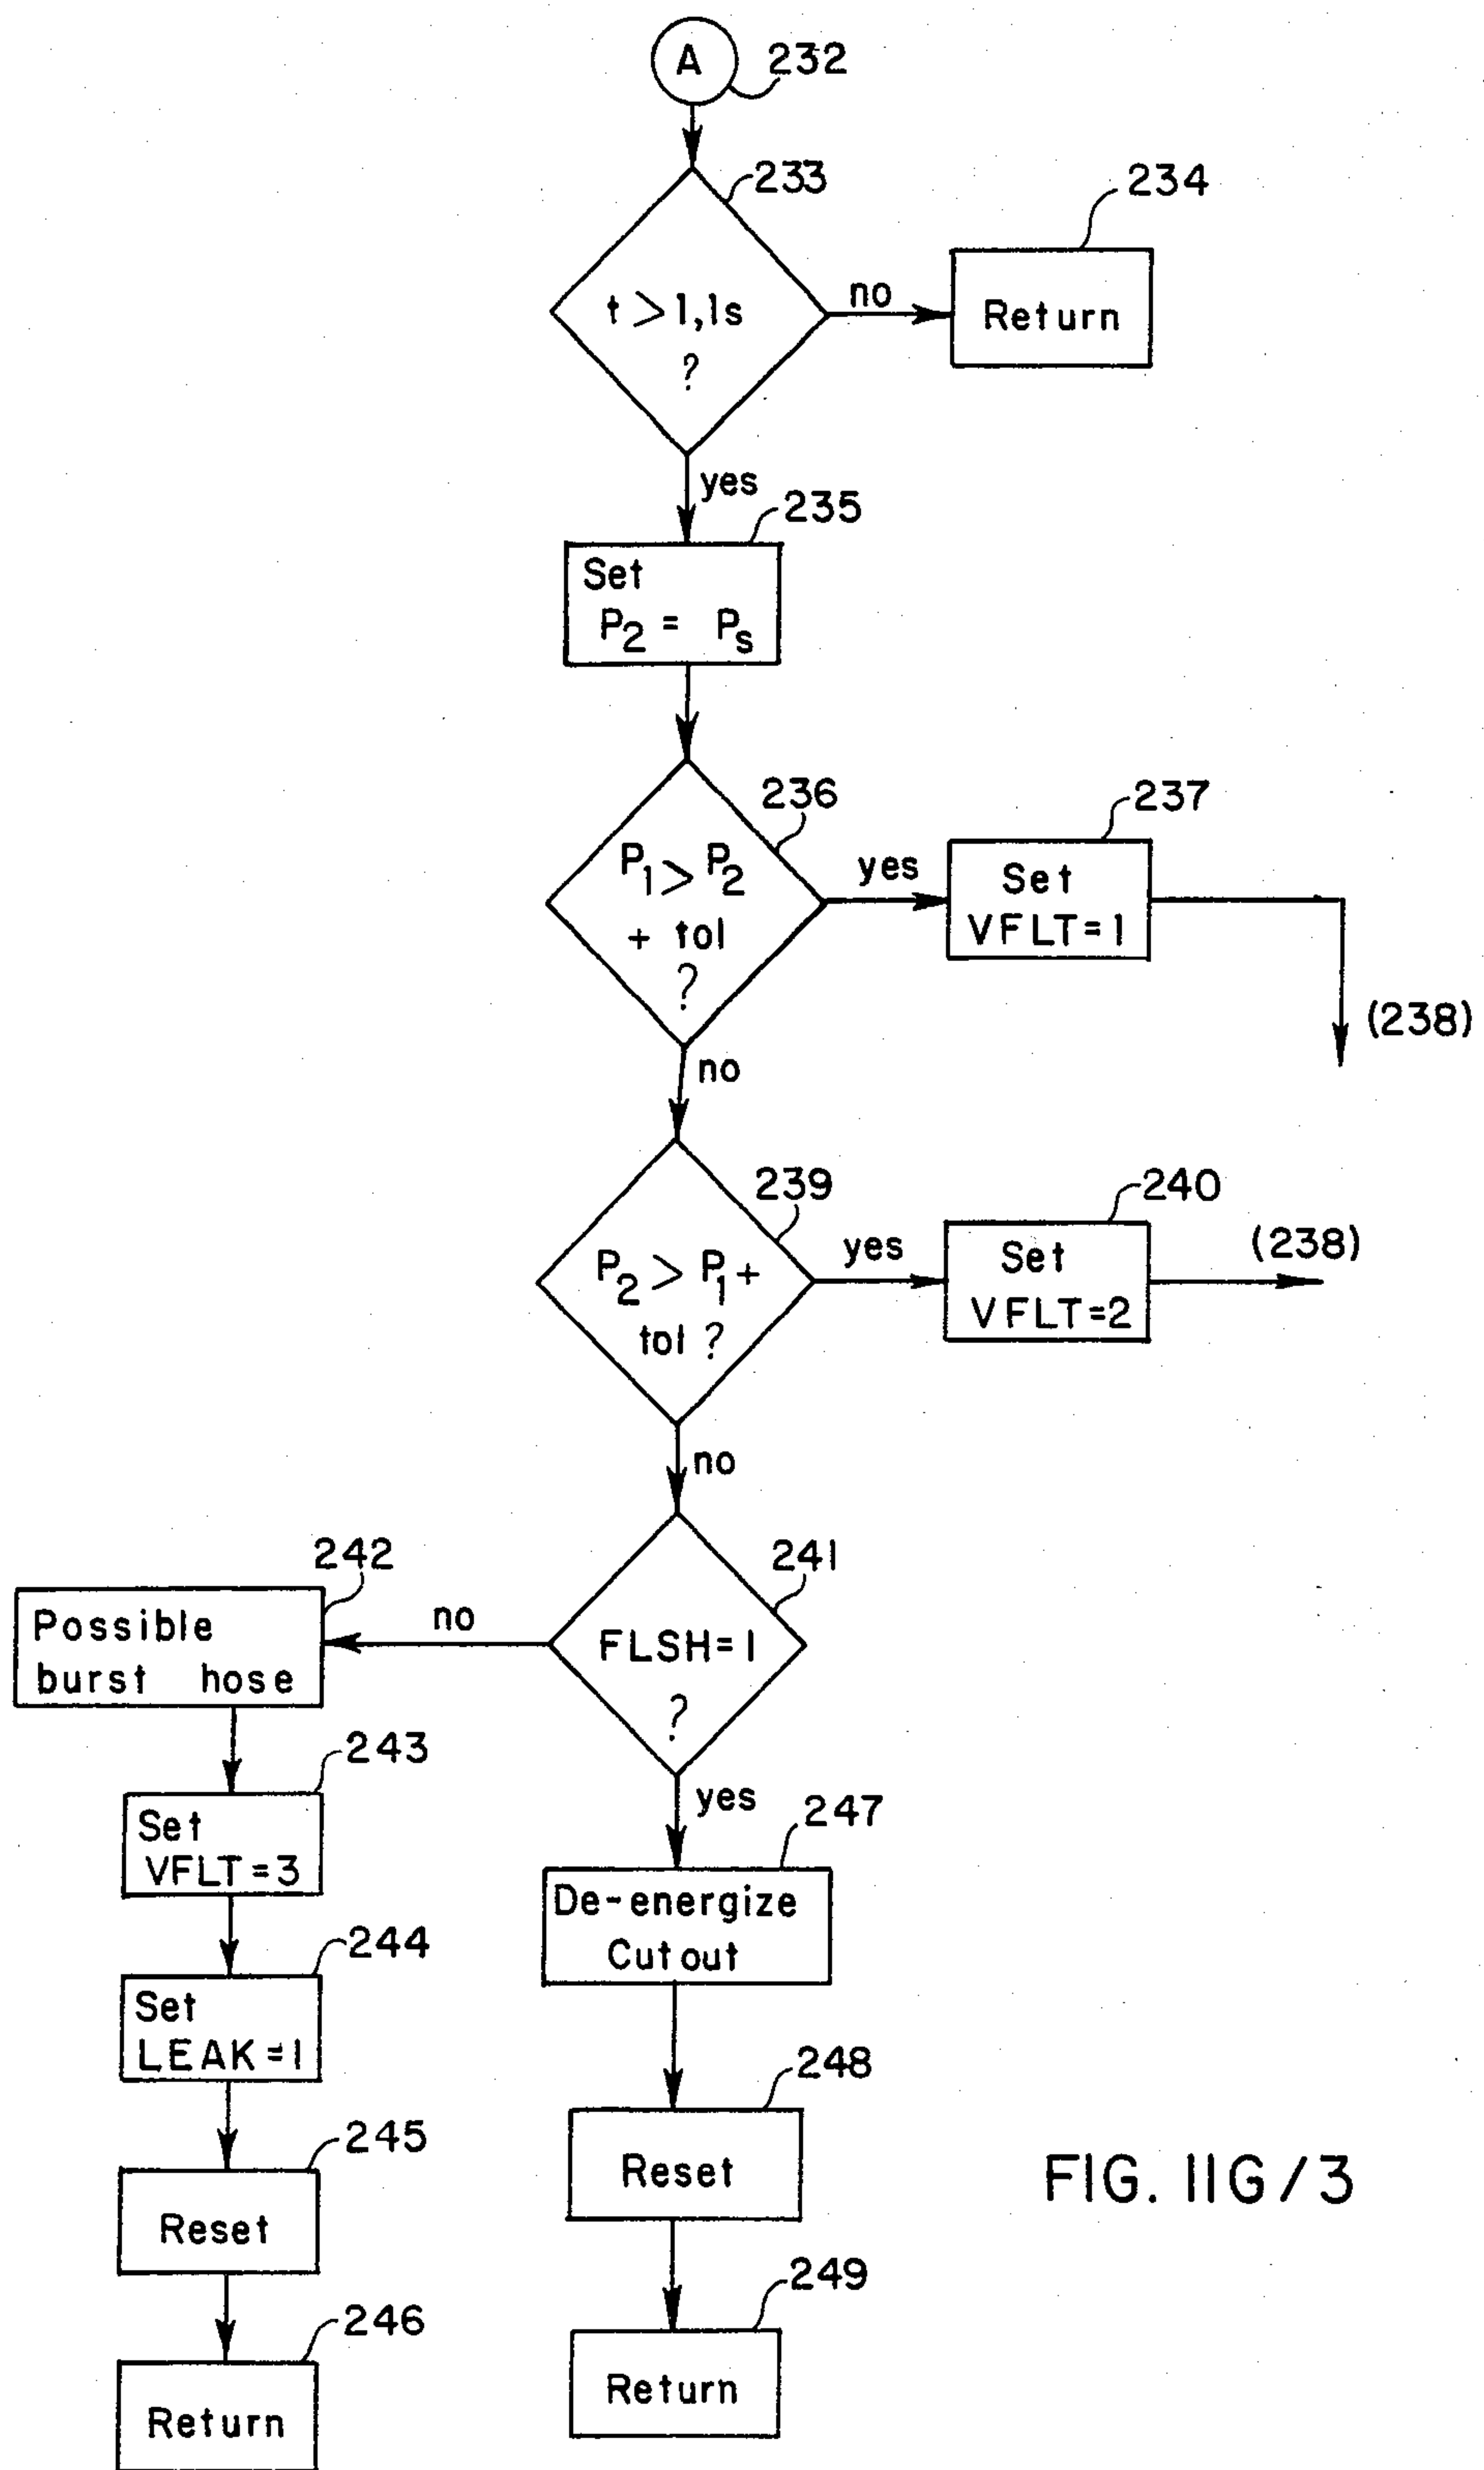 A
232
233
t > 1,1s
?
no
234
Return
yes
235
Set
P2 = Ps
236
P1 > P2
+ tol
?
yes
237
Set
VFLT=1
(238)
no
239
P2 > P1 +
tol ?
yes
240
Set
VFLT=2
(238)
no
241
FLSH=1
?
no
242
Possible
burst hose
243
Set
VFLT=3
244
Set
LEAK=1
245
Reset
246
Return
yes
247
De-energize
Cutout
248
Reset
249
Return
FIG. 11G/3